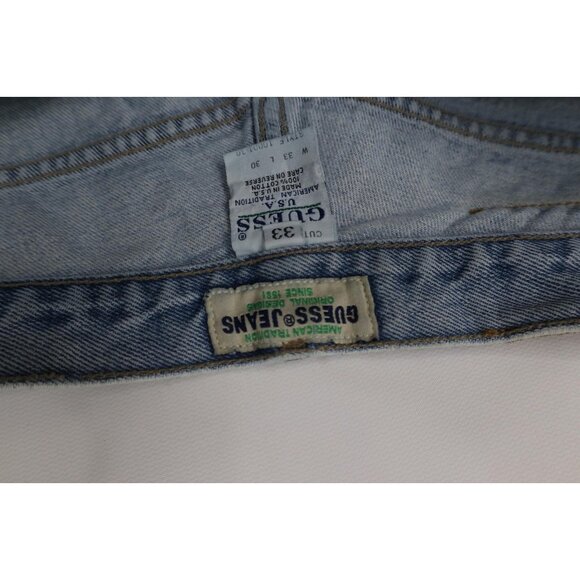 AMERICAN TRADITION
GUESS® JEANS
ORIGINAL DESIGNS
SINCE 1981
CUT 33
GUESS®
U.S.A.
AMERICAN TRADITION
MADE IN U.S.A.
100% COTTON
CARE ON REVERSE
W 33 L 30
STYLE